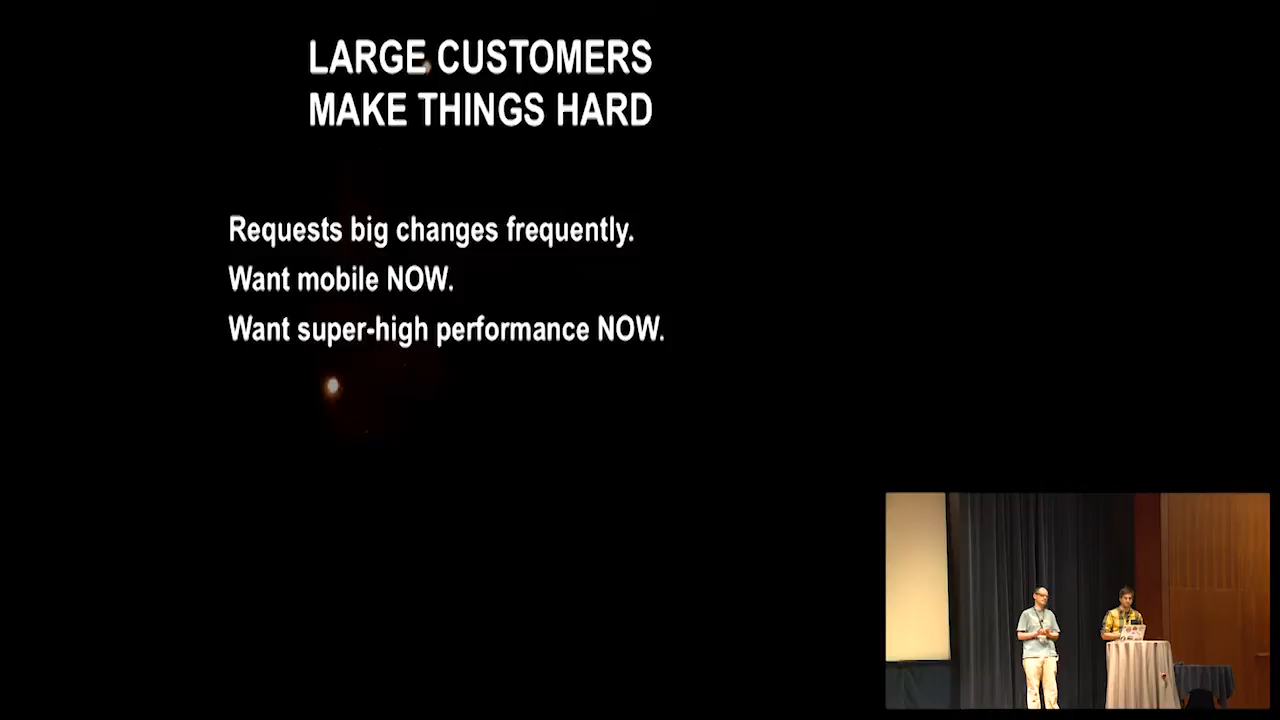 LARGE CUSTOMERS
MAKE THINGS HARD
Requests big changes frequently.
Want mobile NOW.
Want super-high performance NOW.